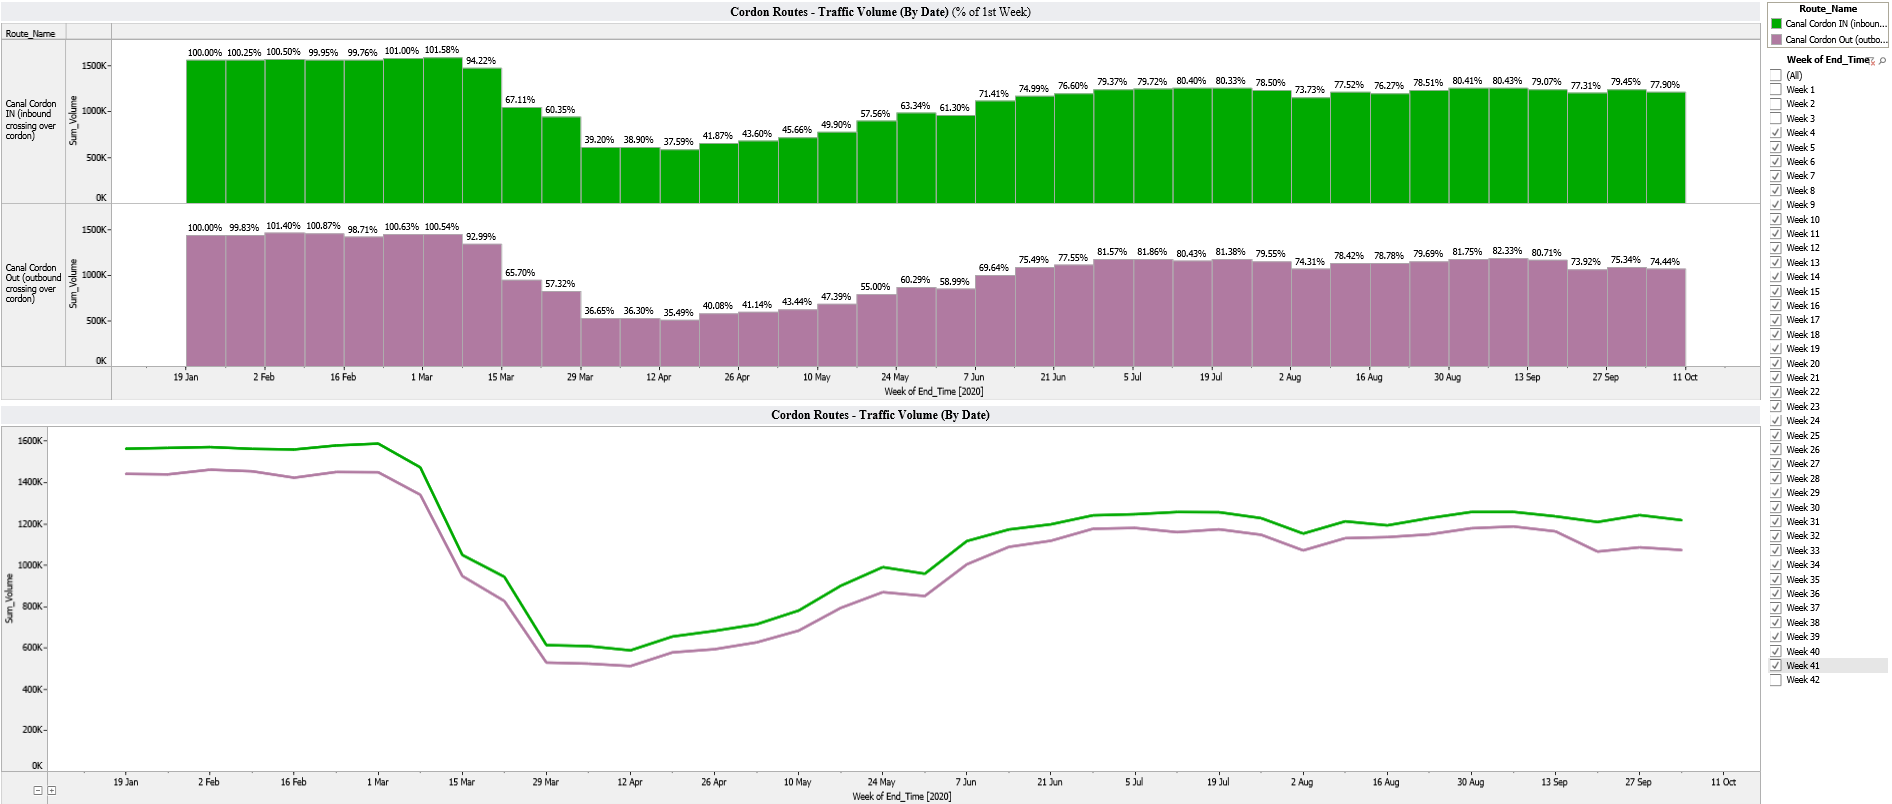 Cordon Routes - Traffic Volume (By Date) (% of 1st Week)
Route_Name
Canal Cordon IN (inboun...
Canal Cordon Out (outbo...
Route_Name
Canal Cordon
IN (inbound
crossing over
cordon)
Sum_Volume
1500K
1000K
500K
0K
100.00% 100.25% 100.50% 99.95% 99.76% 101.00% 101.58% 94.22% 67.11% 60.35% 39.20% 38.90% 37.59% 41.87% 43.60% 45.66% 49.90% 57.56% 63.34% 61.30% 71.41% 74.99% 76.60% 79.37% 79.72% 80.40% 80.33% 78.50% 73.73% 77.52% 76.27% 78.51% 80.41% 80.43% 79.07% 77.31% 79.45% 77.90%
Canal Cordon
Out (outbound
crossing over
cordon)
Sum_Volume
1500K
1000K
500K
0K
100.00% 99.83% 101.40% 100.87% 98.71% 100.63% 100.54% 92.99% 65.70% 57.32% 36.65% 36.30% 35.49% 40.08% 41.14% 43.44% 47.39% 55.00% 60.29% 58.99% 69.64% 75.49% 77.55% 81.57% 81.86% 80.43% 81.38% 79.55% 74.31% 78.42% 78.78% 79.69% 81.75% 82.33% 80.71% 73.92% 75.34% 74.44%
19 Jan 2 Feb 16 Feb 1 Mar 15 Mar 29 Mar 12 Apr 26 Apr 10 May 24 May 7 Jun 21 Jun 5 Jul 19 Jul 2 Aug 16 Aug 30 Aug 13 Sep 27 Sep 11 Oct
Week of End_Time [2020]
Cordon Routes - Traffic Volume (By Date)
Sum_Volume
1600K
1400K
1200K
1000K
800K
600K
400K
200K
0K
19 Jan 2 Feb 16 Feb 1 Mar 15 Mar 29 Mar 12 Apr 26 Apr 10 May 24 May 7 Jun 21 Jun 5 Jul 19 Jul 2 Aug 16 Aug 30 Aug 13 Sep 27 Sep 11 Oct
Week of End_Time [2020]
Week of End_Time
(All)
Week 1
Week 2
Week 3
Week 4
Week 5
Week 6
Week 7
Week 8
Week 9
Week 10
Week 11
Week 12
Week 13
Week 14
Week 15
Week 16
Week 17
Week 18
Week 19
Week 20
Week 21
Week 22
Week 23
Week 24
Week 25
Week 26
Week 27
Week 28
Week 29
Week 30
Week 31
Week 32
Week 33
Week 34
Week 35
Week 36
Week 37
Week 38
Week 39
Week 40
Week 41
Week 42